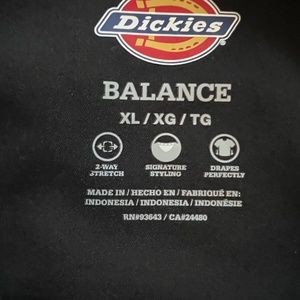 Dickies
BALANCE
XL / XG / TG
2-WAY
STRETCH
SIGNATURE
STYLING
DRAPES
PERFECTLY
MADE IN / HECHO EN / FABRIQUÉ EN:
INDONESIA / INDONESIA / INDONÉSIE
RN#93643 / CA#24480